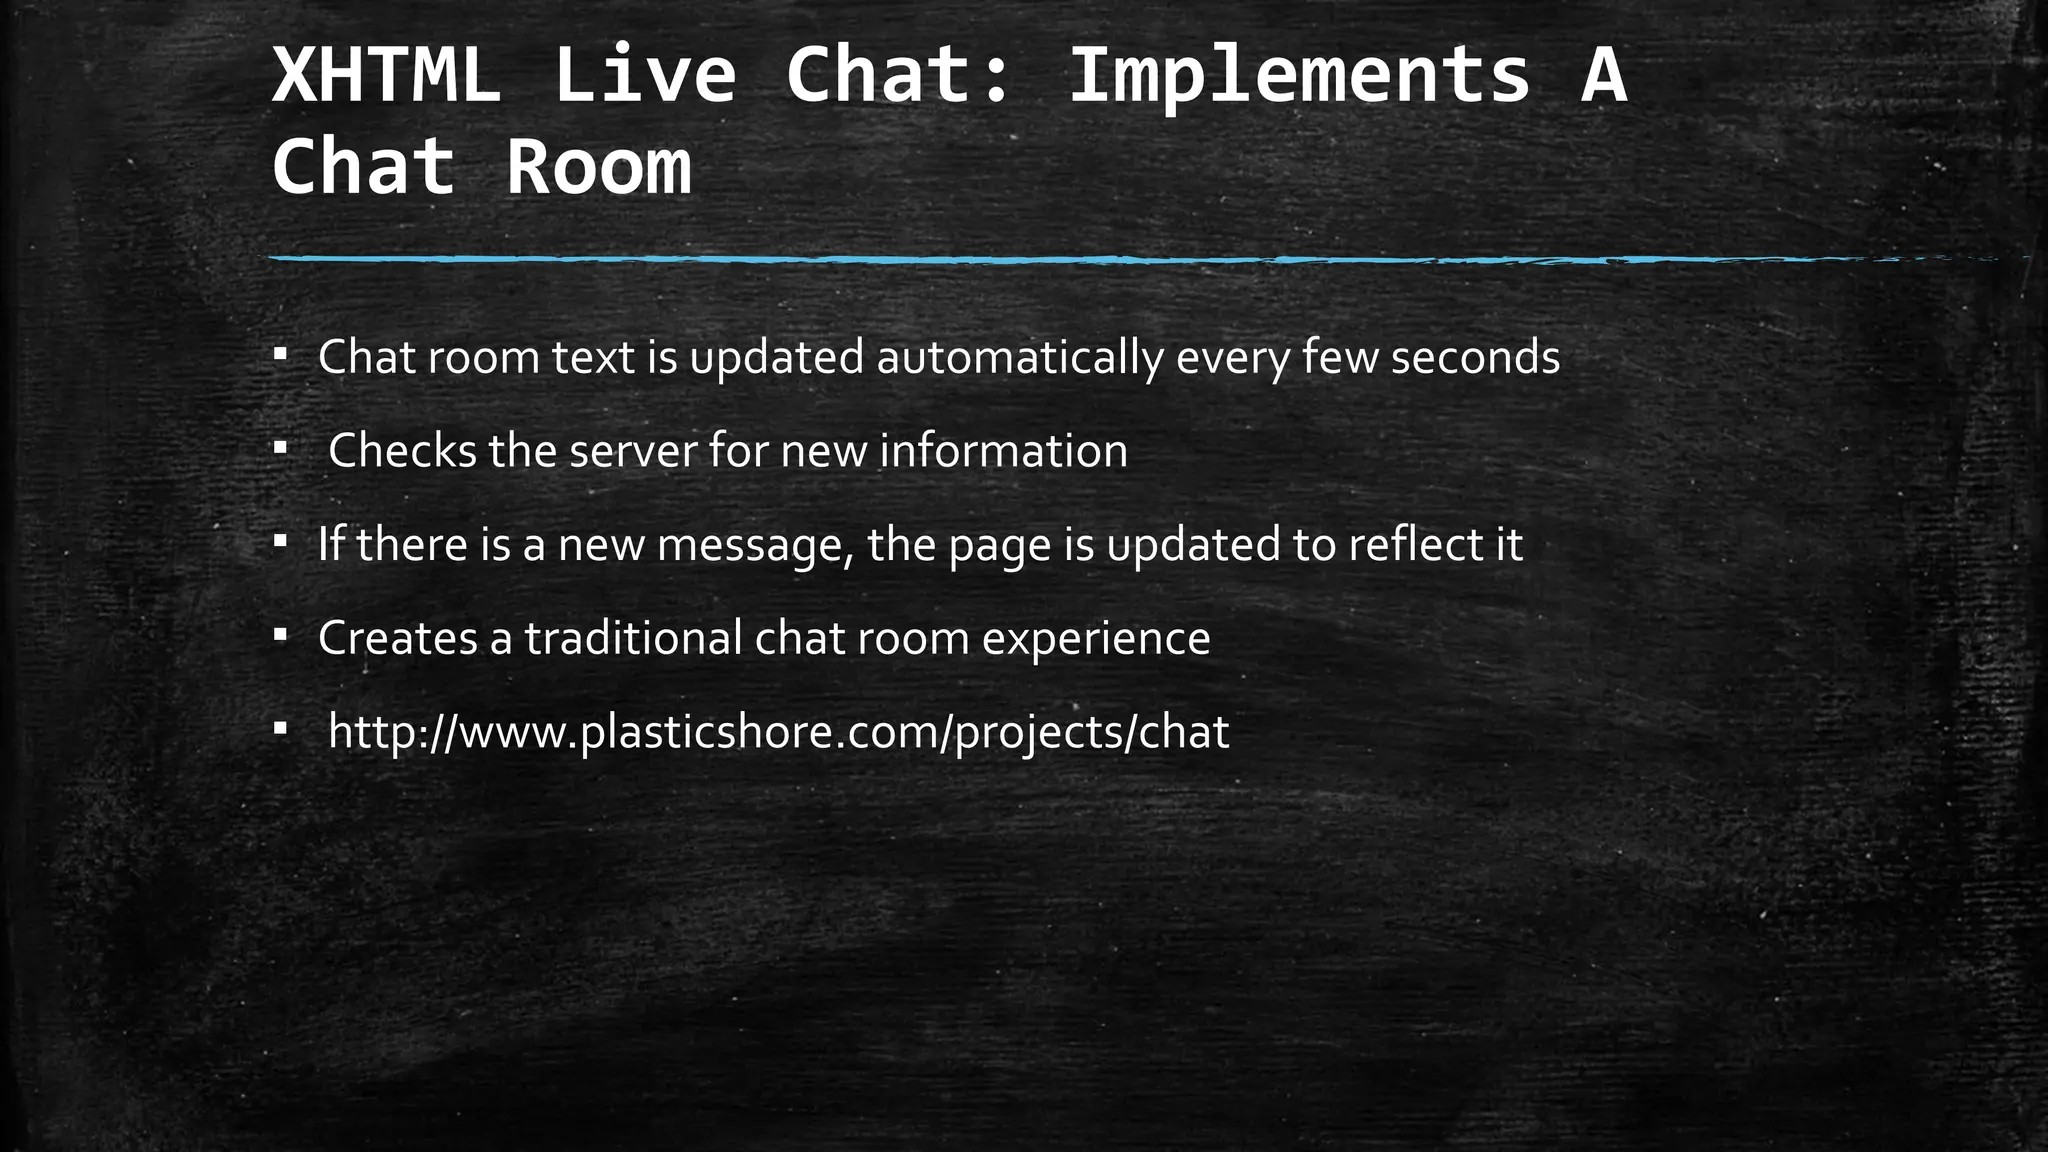 XHTML Live Chat: Implements A
Chat Room
▪ Chat room text is updated automatically every few seconds
▪ Checks the server for new information
▪ If there is a new message, the page is updated to reflect it
▪ Creates a traditional chat room experience
▪ http://www.plasticshore.com/projects/chat